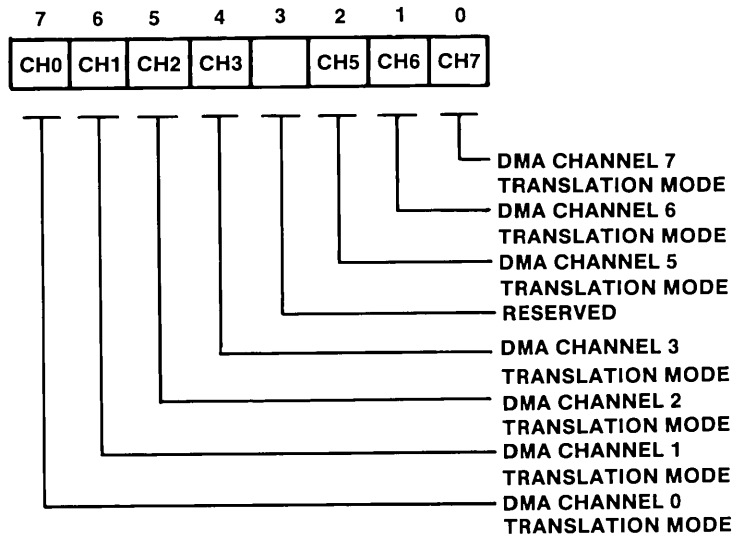 7 6 5 4 3 2 1 0
CH0 CH1 CH2 CH3 CH5 CH6 CH7
DMA CHANNEL 7
TRANSLATION MODE
DMA CHANNEL 6
TRANSLATION MODE
DMA CHANNEL 5
TRANSLATION MODE
RESERVED
DMA CHANNEL 3
TRANSLATION MODE
DMA CHANNEL 2
TRANSLATION MODE
DMA CHANNEL 1
TRANSLATION MODE
DMA CHANNEL 0
TRANSLATION MODE